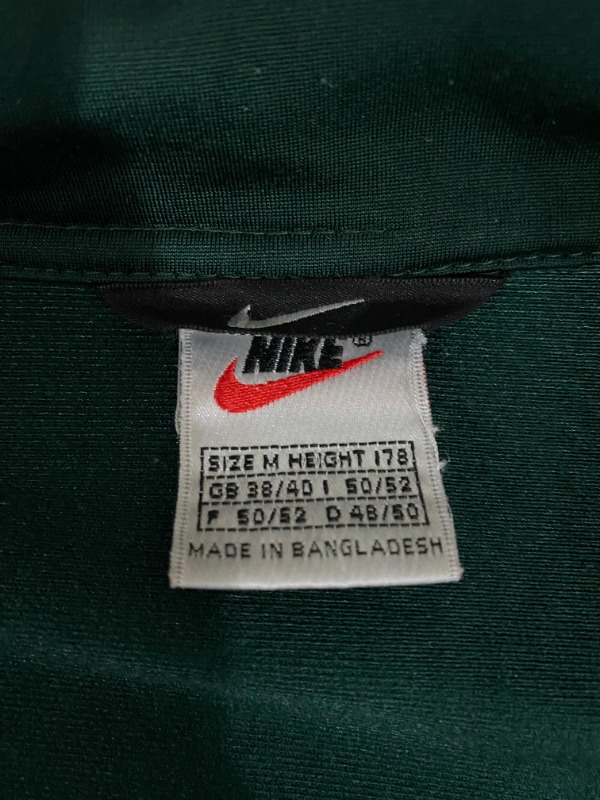 NIKE®
SIZE M HEIGHT 178
GB 38/40 I 50/52
F 50/52 D 48/50
MADE IN BANGLADESH